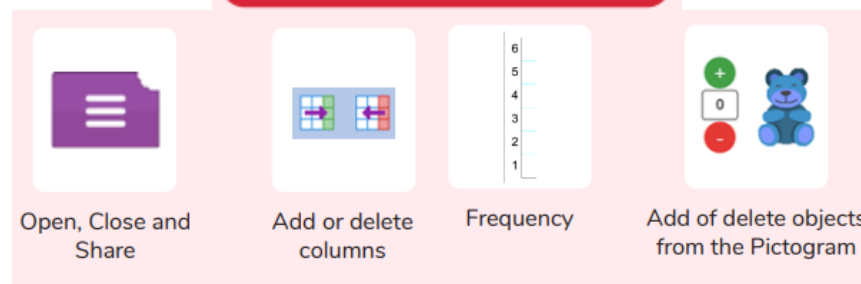 6
5
4
3
2
1
+
0
-
Open, Close and
Share
Add or delete
columns
Frequency
Add of delete objects
from the Pictogram